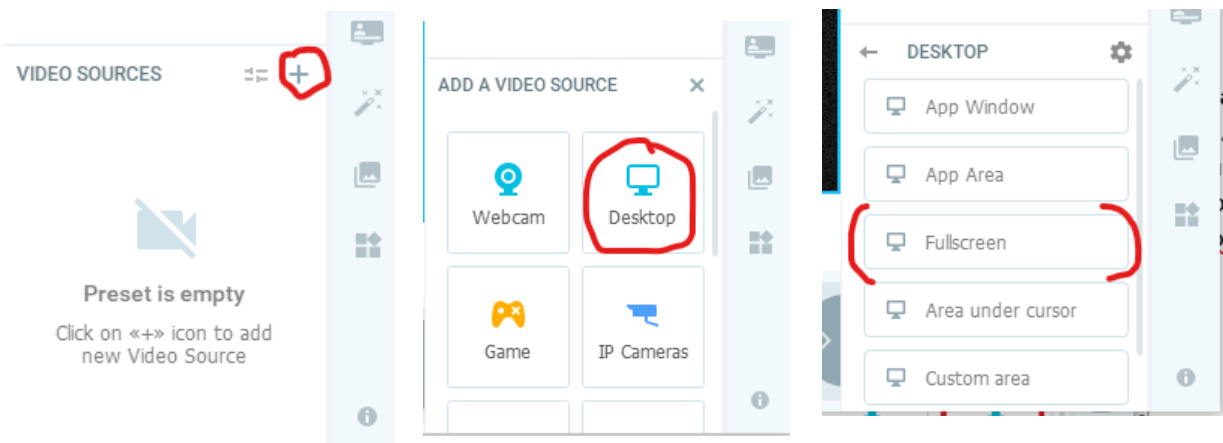 VIDEO SOURCES
Preset is empty
Click on «+» icon to add
new Video Source
ADD A VIDEO SOURCE
Webcam
Desktop
Game
IP Cameras
DESKTOP
App Window
App Area
Fullscreen
Area under cursor
Custom area